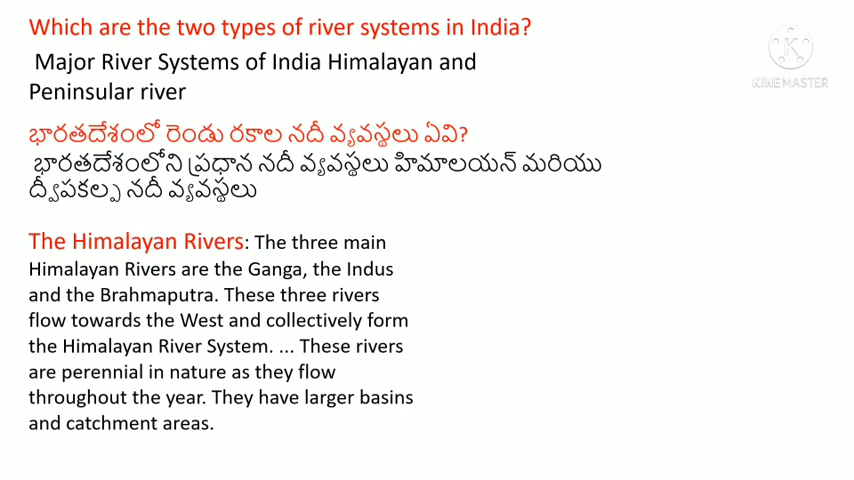 Which are the two types of river systems in India?
Major River Systems of India Himalayan and
Peninsular river
భారతదేశంలో రెండు రకాల నదీ వ్యవస్థలు ఏవి?
భారతదేశంలోని ప్రధాన నదీ వ్యవస్థలు హిమాలయన్ మరియు
ద్వీపకల్ప నదీ వ్యవస్థలు
The Himalayan Rivers: The three main
Himalayan Rivers are the Ganga, the Indus
and the Brahmaputra. These three rivers
flow towards the West and collectively form
the Himalayan River System. ... These rivers
are perennial in nature as they flow
throughout the year. They have larger basins
and catchment areas.
K
KINEMASTER